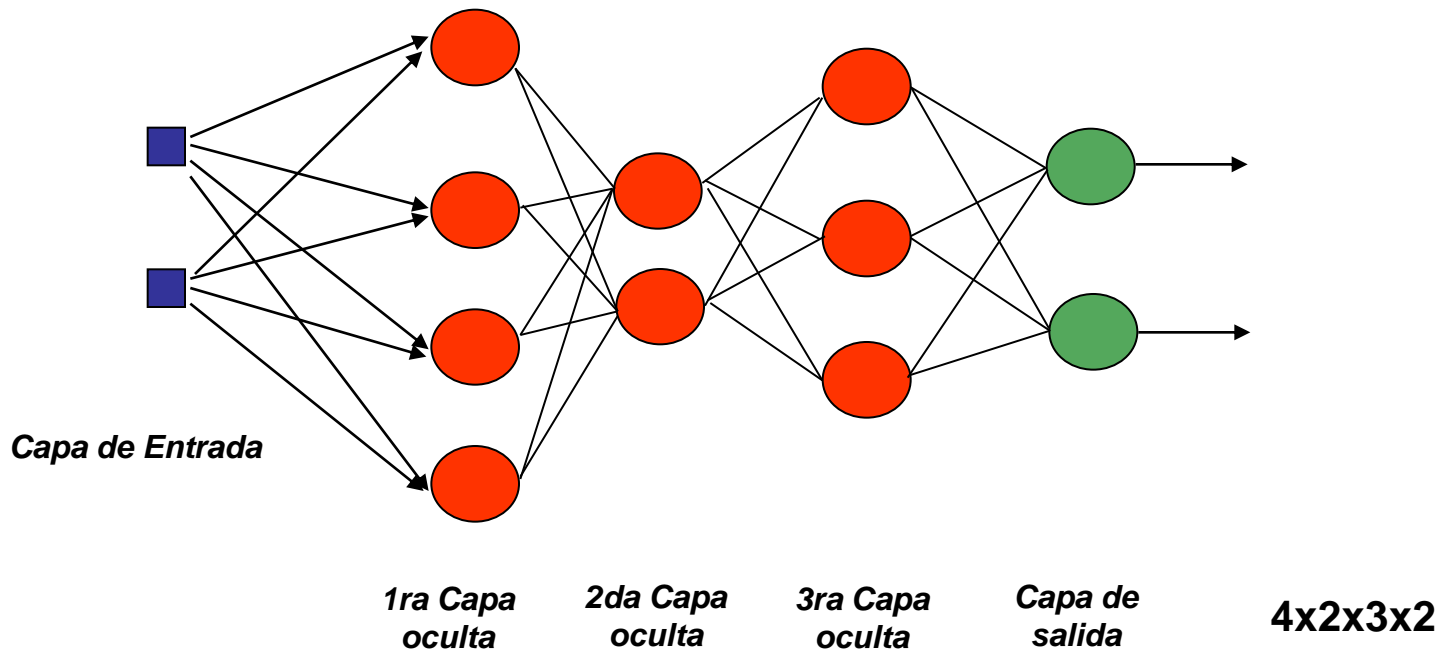 Capa de Entrada
1ra Capa
oculta
2da Capa
oculta
3ra Capa
oculta
Capa de
salida
4x2x3x2